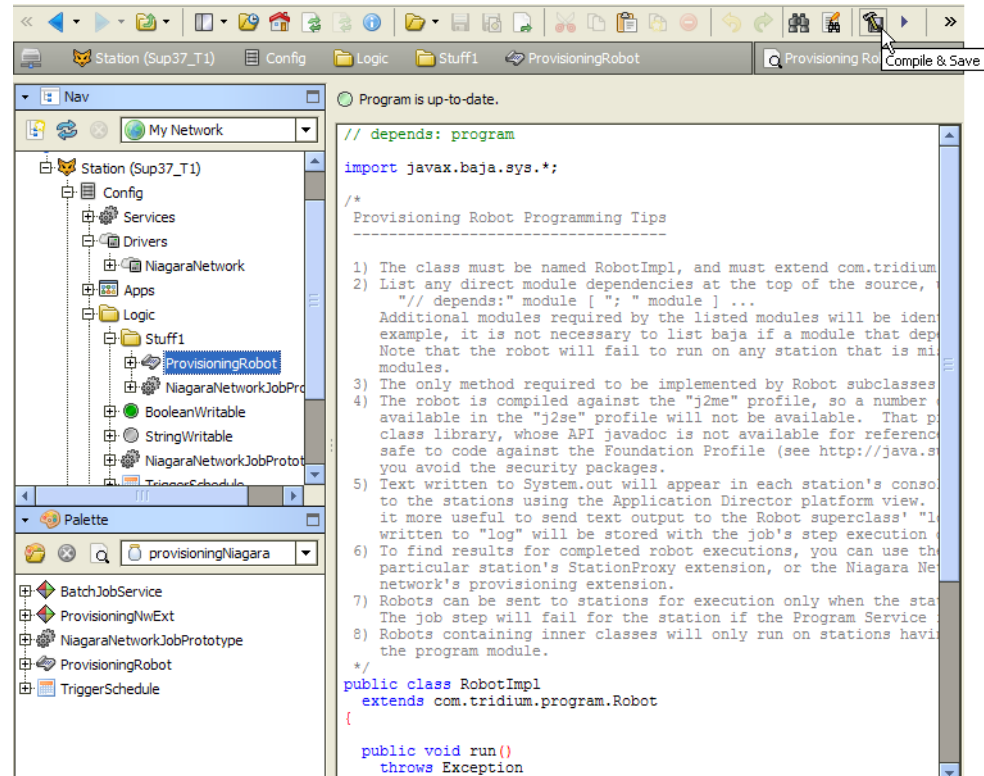 Station (Sup37_T1) Config Logic Stuff1 ProvisioningRobot Provisioning Ro
Compile & Save
Nav
My Network
Station (Sup37_T1)
Config
Services
Drivers
NiagaraNetwork
Apps
Logic
Stuff1
ProvisioningRobot
NiagaraNetworkJobPro
BooleanWritable
StringWritable
NiagaraNetworkJobPrototy
TriggerSchedule
Palette
provisioningNiagara
BatchJobService
ProvisioningNwExt
NiagaraNetworkJobPrototype
ProvisioningRobot
TriggerSchedule
Program is up-to-date.
// depends: program
import javax.baja.sys.*;
/*
Provisioning Robot Programming Tips
-----------------------------------
1) The class must be named RobotImpl, and must extend com.tridium
2) List any direct module dependencies at the top of the source,
"// depends:" module [ "; " module ] ...
Additional modules required by the listed modules will be iden
example, it is not necessary to list baja if a module that dep
Note that the robot will fail to run on any station that is mi
modules.
3) The only method required to be implemented by Robot subclasses
4) The robot is compiled against the "j2me" profile, so a number
available in the "j2se" profile will not be available. That p
class library, whose API javadoc is not available for reference
safe to code against the Foundation Profile (see http://java.s
you avoid the security packages.
5) Text written to System.out will appear in each station's conso
to the stations using the Application Director platform view.
it more useful to send text output to the Robot superclass' "l
written to "log" will be stored with the job's step execution
6) To find results for completed robot executions, you can use the
particular station's StationProxy extension, or the Niagara Ne
network's provisioning extension.
7) Robots can be sent to stations for execution only when the sta
The job step will fail for the station if the Program Service
8) Robots containing inner classes will only run on stations havi
the program module.
*/
public class RobotImpl
extends com.tridium.program.Robot
{
public void run()
throws Exception